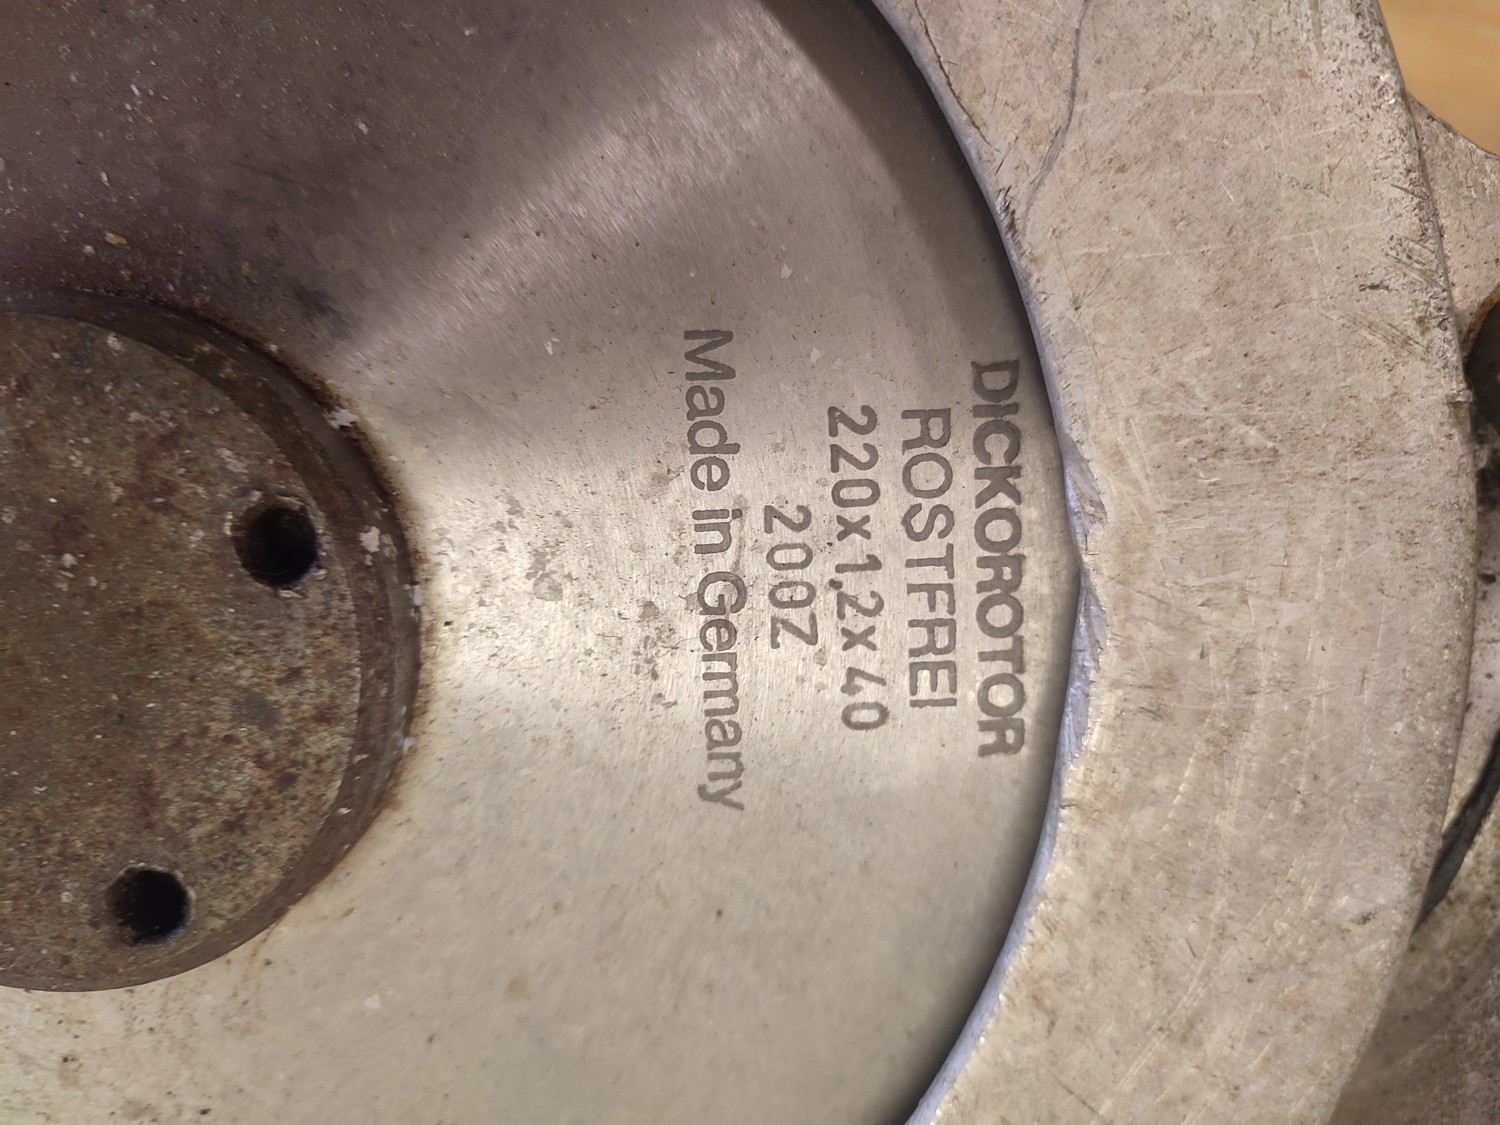 DICKOROTOR
ROSTFREI
220x1,2x40
200Z
Made in Germany